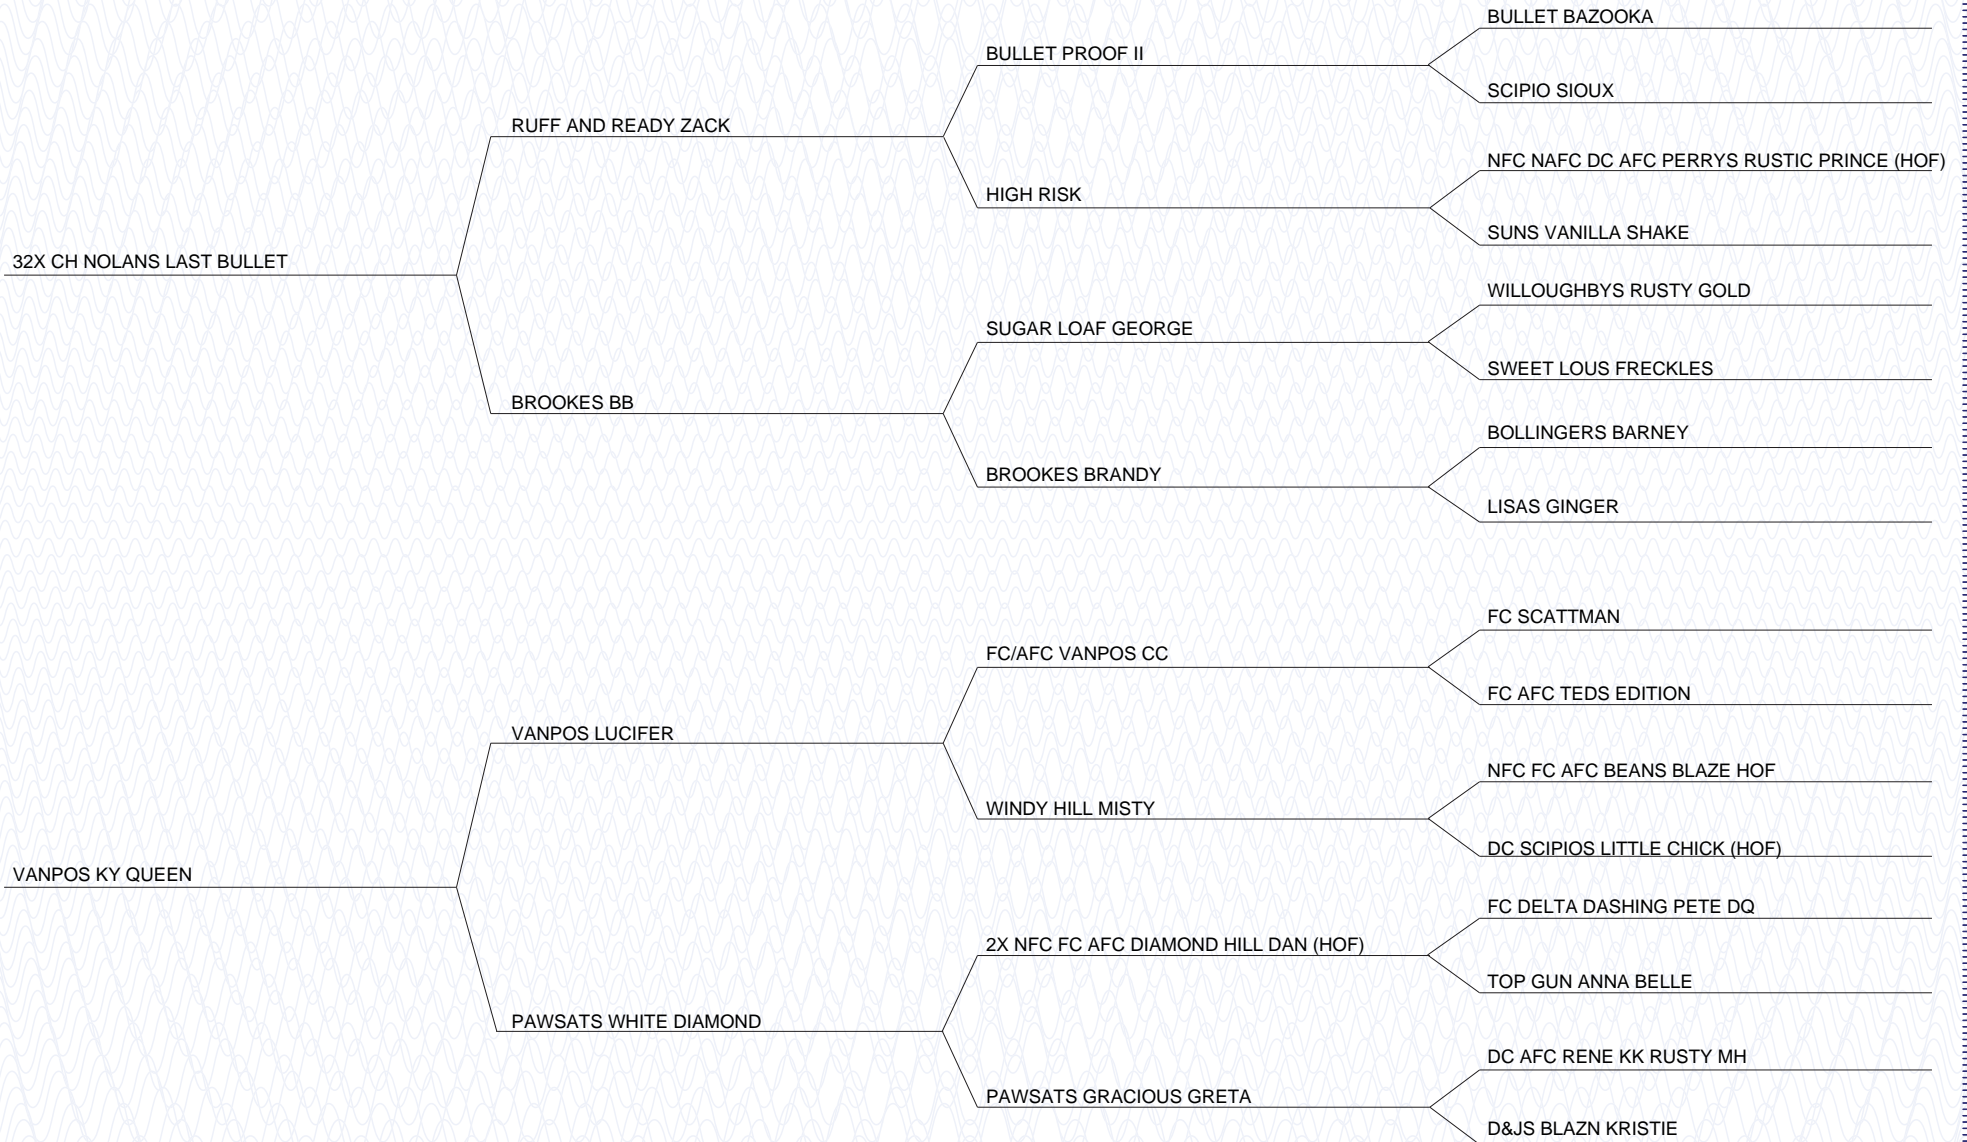 BULLET BAZOOKA
BULLET PROOF II
SCIPIO SIOUX
RUFF AND READY ZACK
NFC NAFC DC AFC PERRYS RUSTIC PRINCE (HOF)
HIGH RISK
SUNS VANILLA SHAKE
32X CH NOLANS LAST BULLET
WILLOUGHBYS RUSTY GOLD
SUGAR LOAF GEORGE
SWEET LOUS FRECKLES
BROOKES BB
BOLLINGERS BARNEY
BROOKES BRANDY
LISAS GINGER
FC SCATTMAN
FC/AFC VANPOS CC
FC AFC TEDS EDITION
VANPOS LUCIFER
NFC FC AFC BEANS BLAZE HOF
WINDY HILL MISTY
DC SCIPIOS LITTLE CHICK (HOF)
VANPOS KY QUEEN
FC DELTA DASHING PETE DQ
2X NFC FC AFC DIAMOND HILL DAN (HOF)
TOP GUN ANNA BELLE
PAWSATS WHITE DIAMOND
DC AFC RENE KK RUSTY MH
PAWSATS GRACIOUS GRETA
D&JS BLAZN KRISTIE